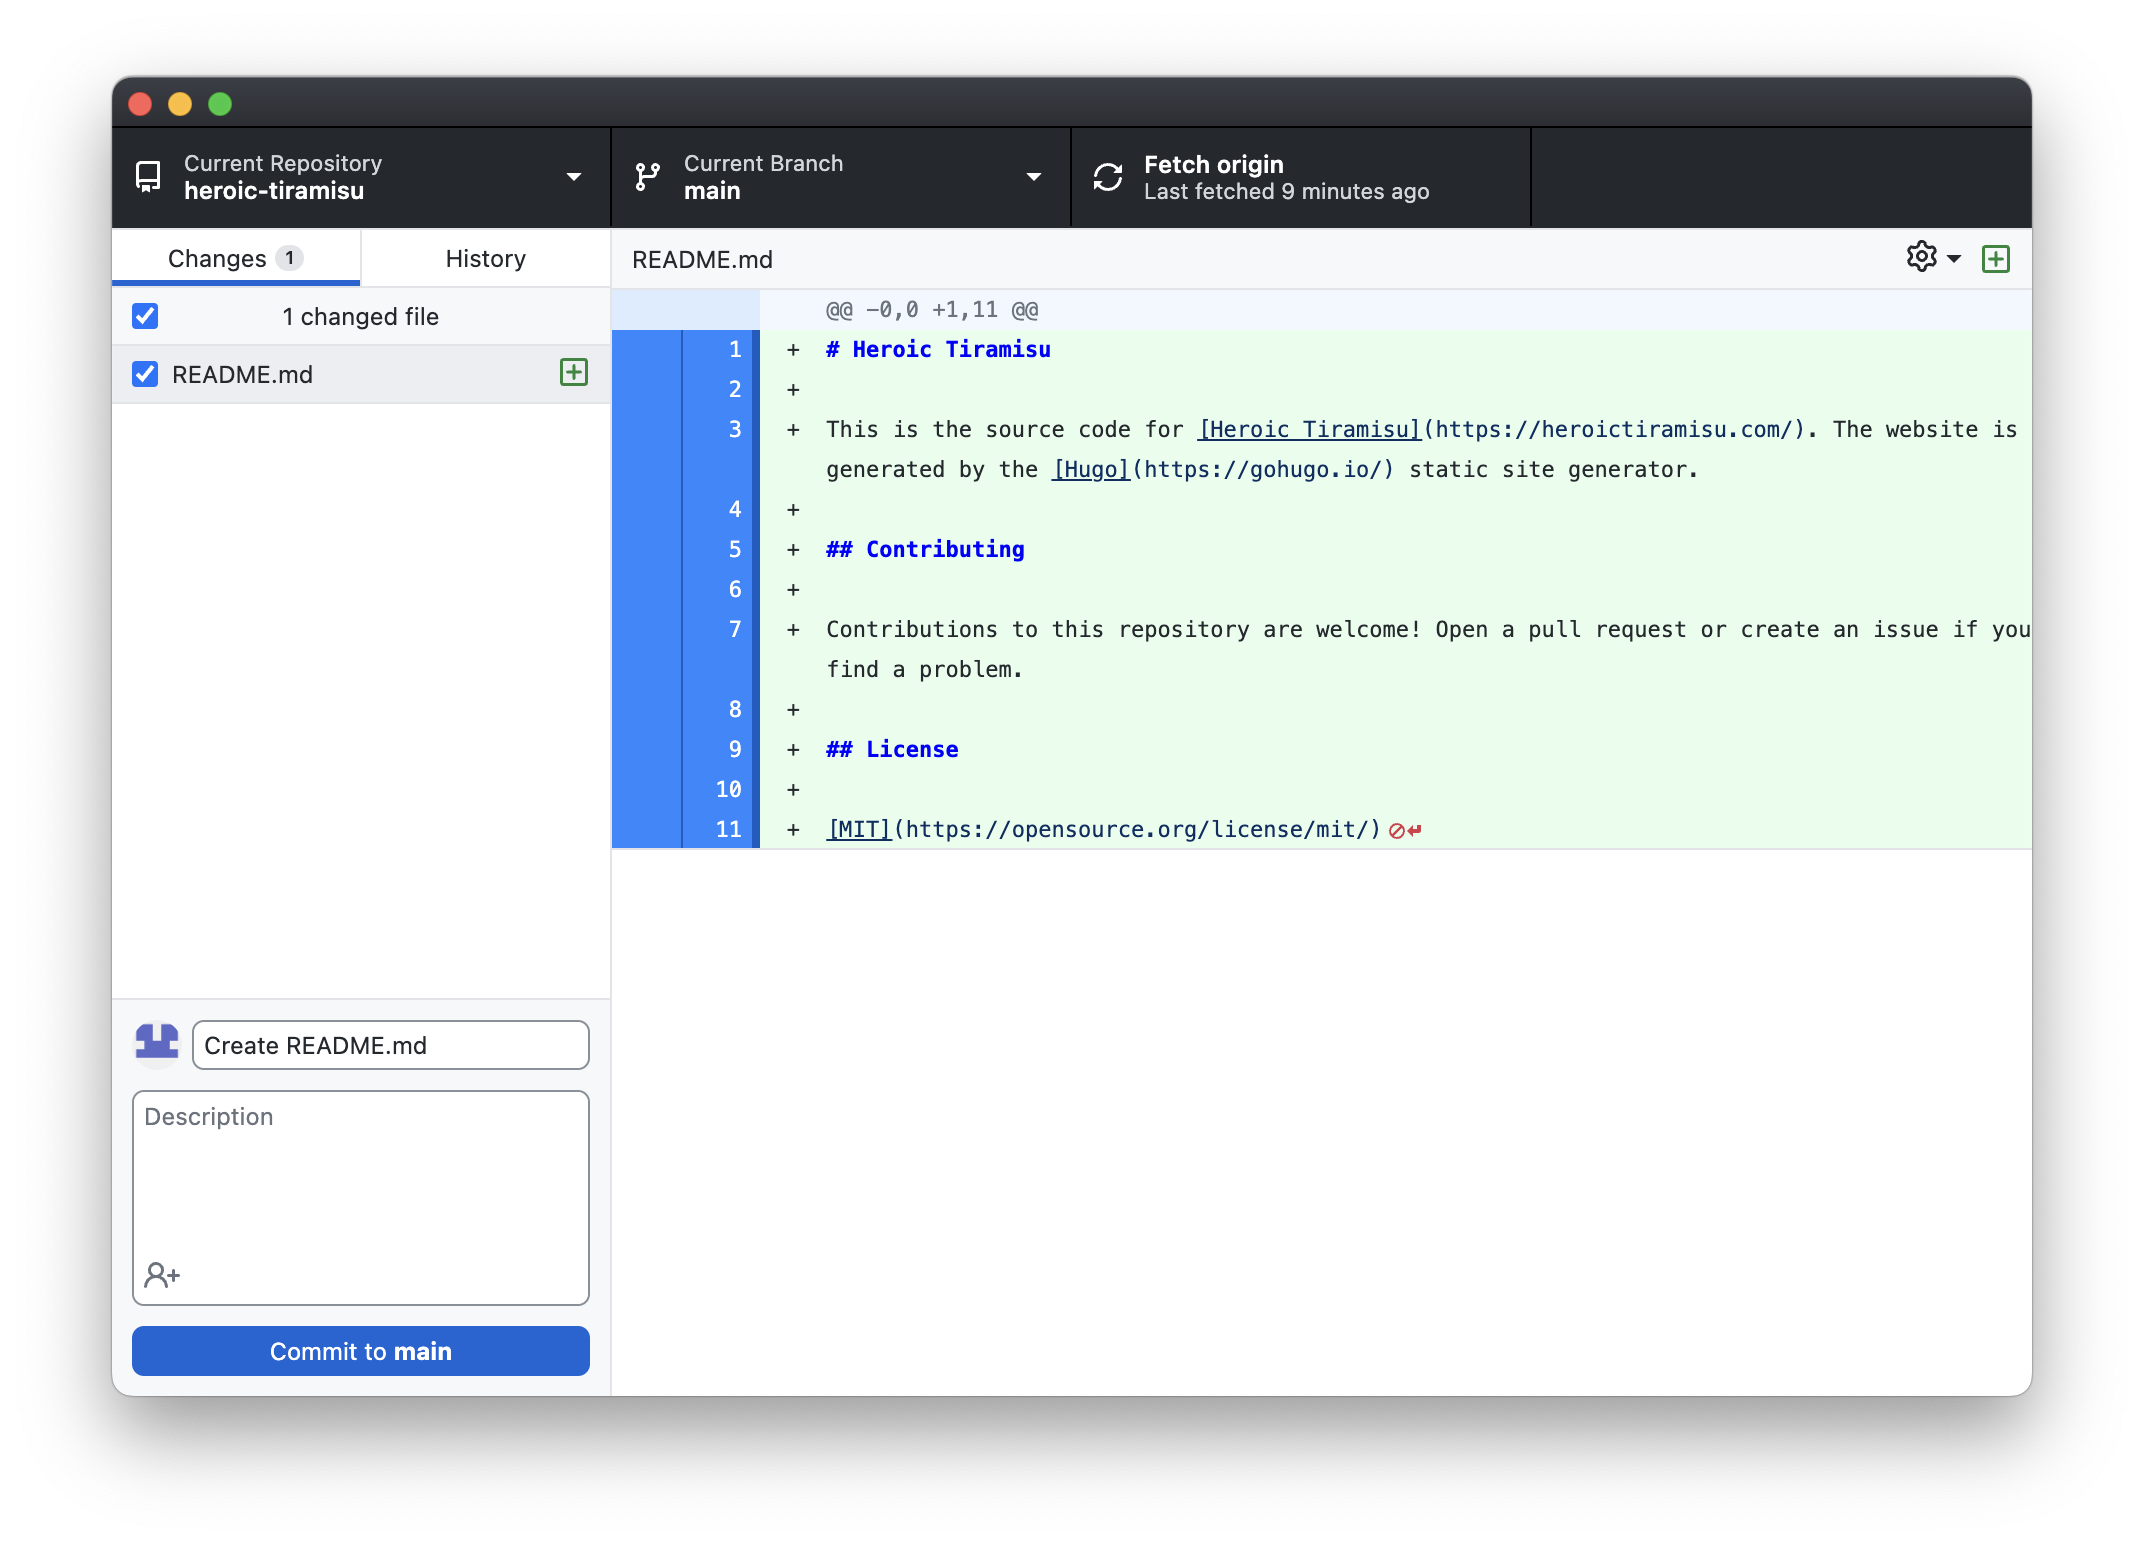 Current Repository
heroic-tiramisu
Current Branch
main
Fetch origin
Last fetched 9 minutes ago
Changes 1
History
1 changed file
README.md
README.md
@@ -0,0 +1,11 @@
1 + # Heroic Tiramisu
2 +
3 + This is the source code for [Heroic Tiramisu](https://heroictiramisu.com/). The website is
generated by the [Hugo](https://gohugo.io/) static site generator.
4 +
5 + ## Contributing
6 +
7 + Contributions to this repository are welcome! Open a pull request or create an issue if you
find a problem.
8 +
9 + ## License
10 +
11 + [MIT](https://opensource.org/license/mit/)
Create README.md
Description
Commit to main